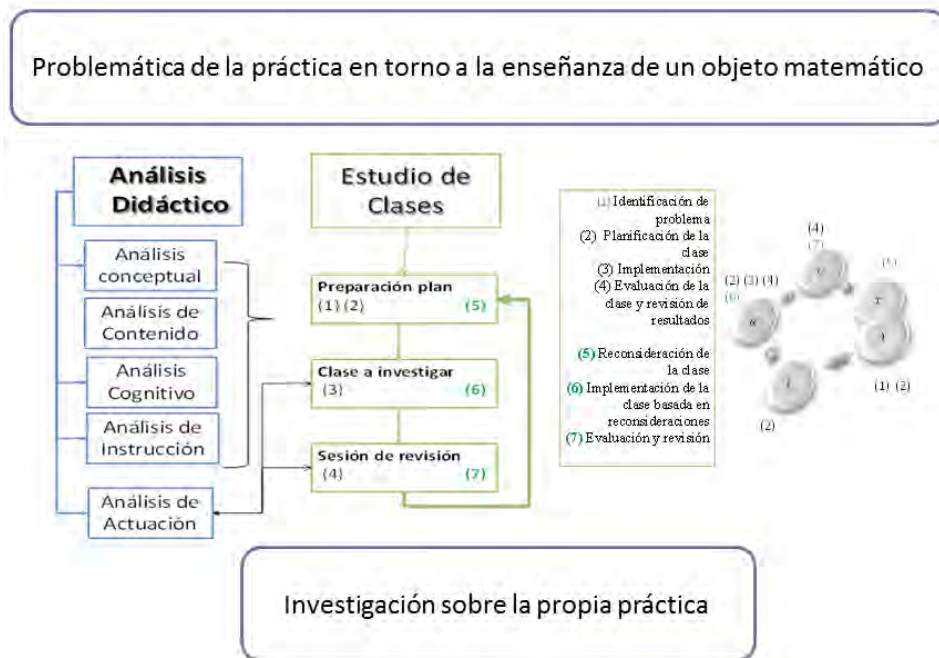 Problemática de la práctica en torno a la enseñanza de un objeto matemático
Análisis
Didáctico
Análisis
conceptual
Análisis de
Contenido
Análisis
Cognitivo
Análisis de
Instrucción
Análisis de
Actuación
Estudio de
Clases
Preparación plan
(1) (2) (5)
Clase a investigar
(3) (6)
Sesión de revisión
(4) (7)
(1) Identificación de
problema
(2) Planificación de la
clase
(3) Implementación
(4) Evaluación de la
clase y revisión de
resultados
(5) Reconsideración de
la clase
(6) Implementación de la
clase basada en
reconsideraciones
(7) Evaluación y revisión
(4)
(7)
(5)
(2) (3) (4)
(6)
(1) (2)
(2)
Investigación sobre la propia práctica